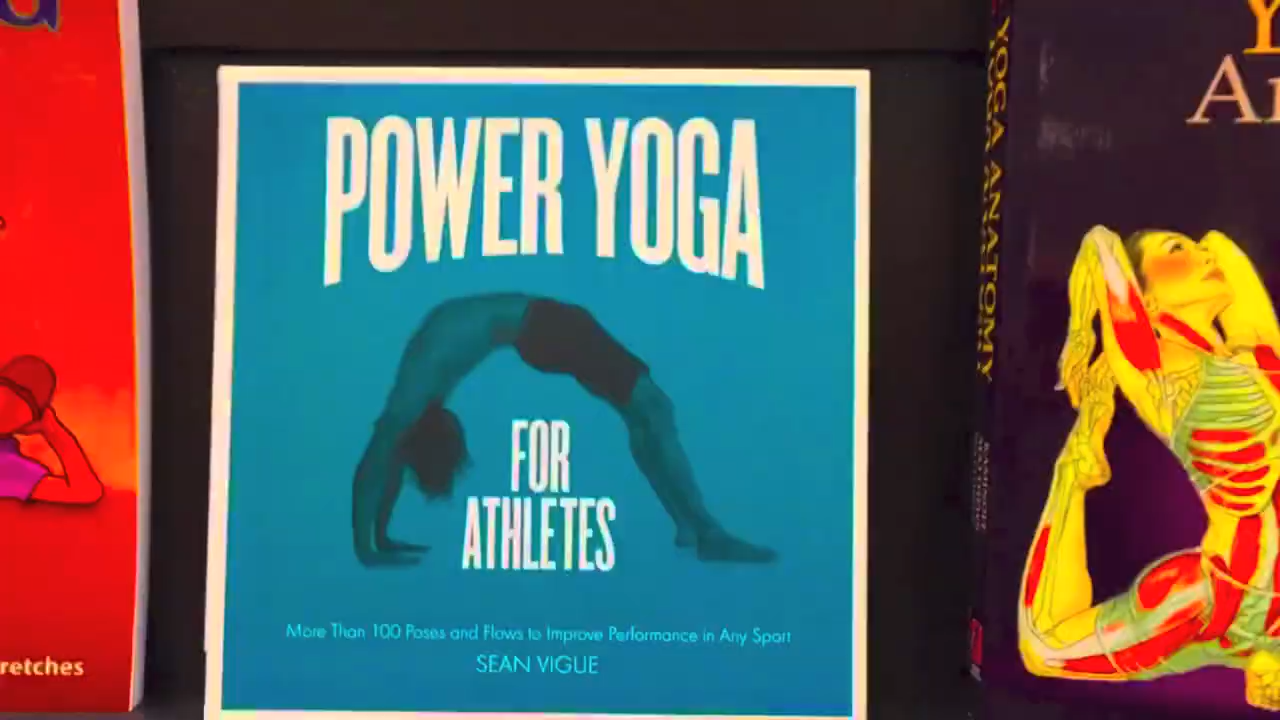 retches
POWER YOGA
FOR
ATHLETES
More Than 100 Poses and Flows to Improve Performance in Any Sport
SEAN VIGUE
YOGA ANATOMY